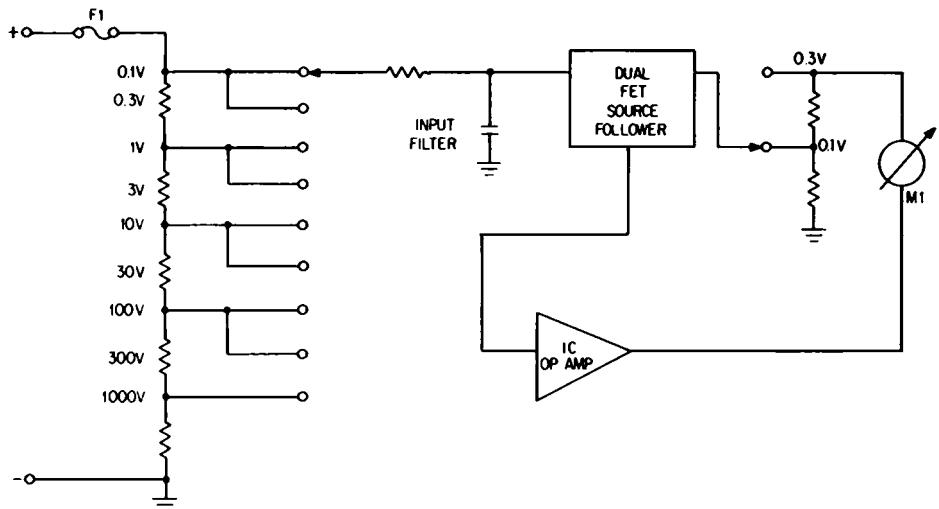 F1
+
0.1V
0.3V
1V
3V
10V
30V
100V
300V
1000V
-
INPUT
FILTER
DUAL
FET
SOURCE
FOLLOWER
0.3V
0.1V
M1
IC
OP AMP